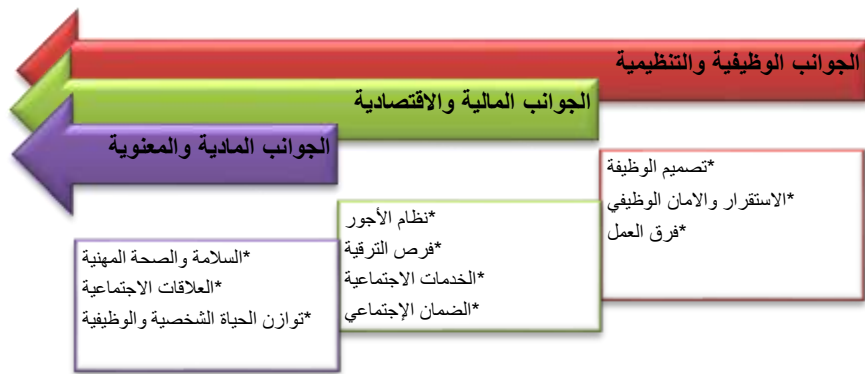 الجوانب الوظيفية والتنظيمية
الجوانب المالية والاقتصادية
الجوانب المادية والمعنوية
*تصميم الوظيفة
*الاستقرار والامان الوظيفي
*فرق العمل
*نظام الأجور
*فرص الترقية
*الخدمات الاجتماعية
*الضمان الإجتماعي
*السلامة والصحة المهنية
*العلاقات الاجتماعية
*توازن الحياة الشخصية والوظيفية